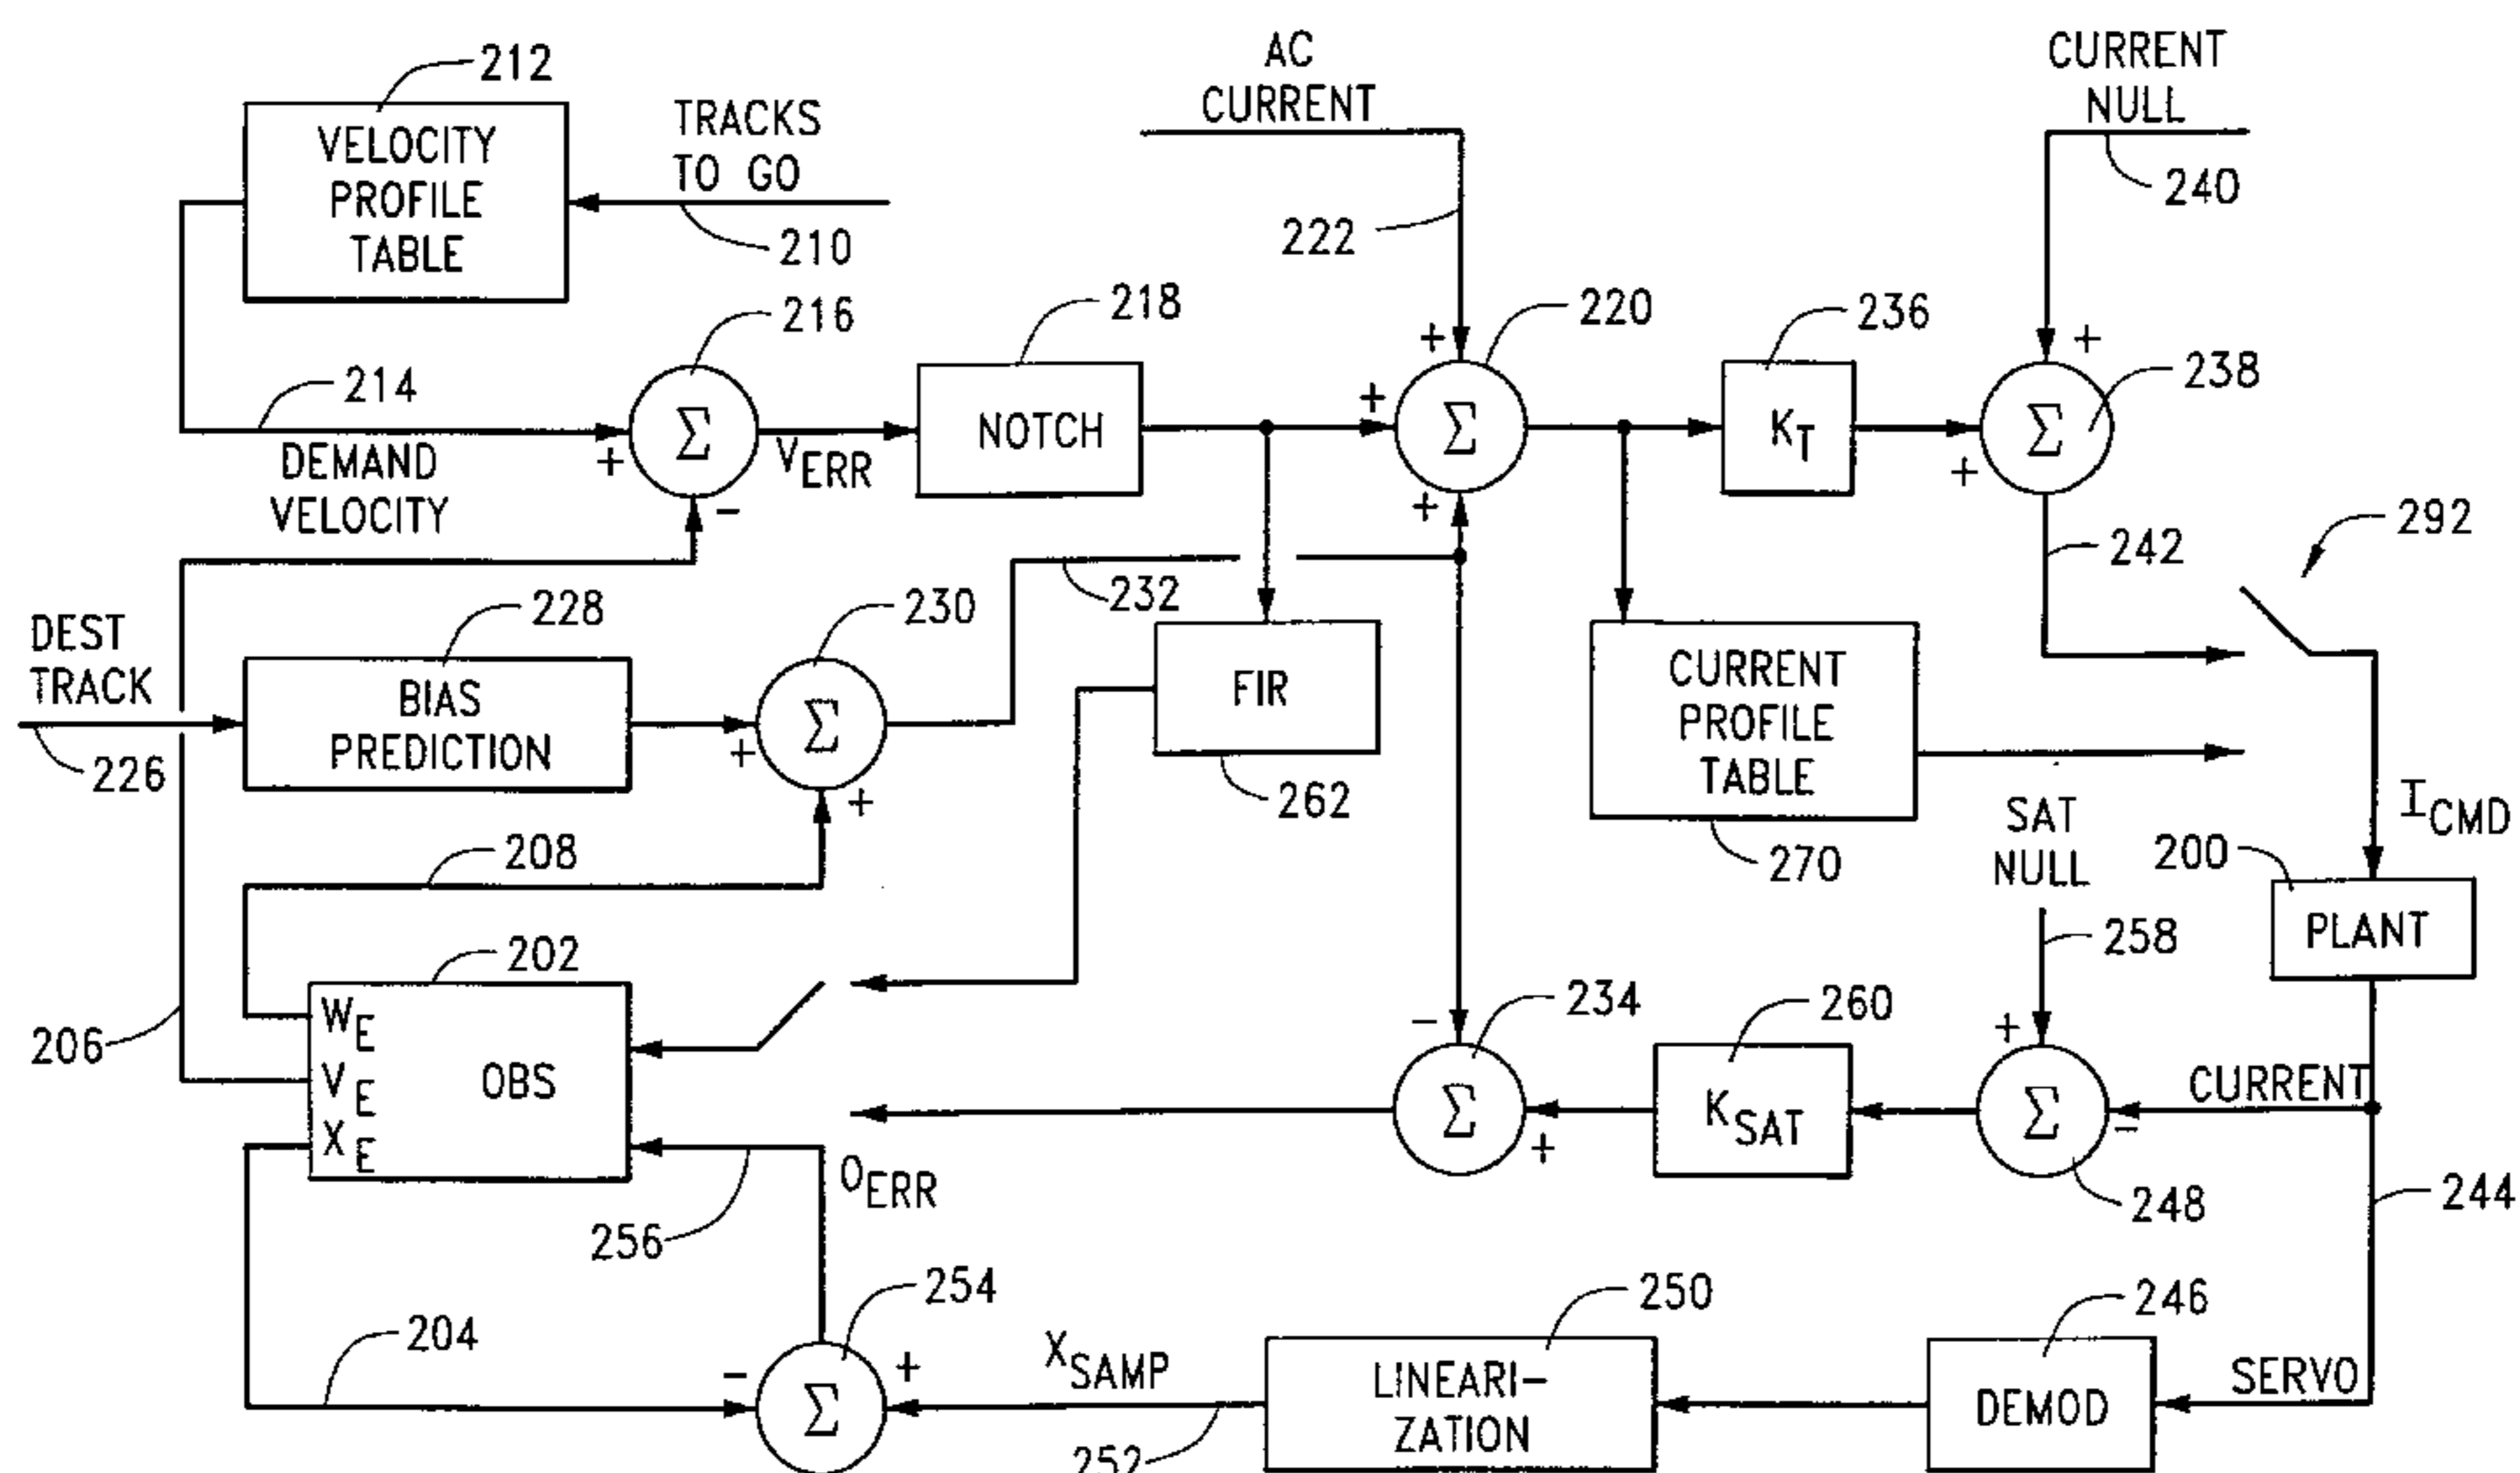 212
VELOCITY
PROFILE
TABLE
TRACKS
TO GO
210
AC
CURRENT
222
CURRENT
NULL
240
214
DEMAND
VELOCITY
+
-
Σ
216
VERR
218
NOTCH
+
+
+
Σ
220
236
KT
+
+
Σ
238
242
292
DEST
TRACK
226
228
BIAS
PREDICTION
+
+
Σ
230
232
FIR
262
CURRENT
PROFILE
TABLE
270
ICMD
200
PLANT
208
202
WE
VE
XE
OBS
206
-
+
Σ
234
260
KSAT
SAT
NULL
258
+
-
Σ
248
CURRENT
244
OERR
256
204
254
-
+
Σ
XSAMP
252
250
LINEARI-
ZATION
246
DEMOD
SERVO